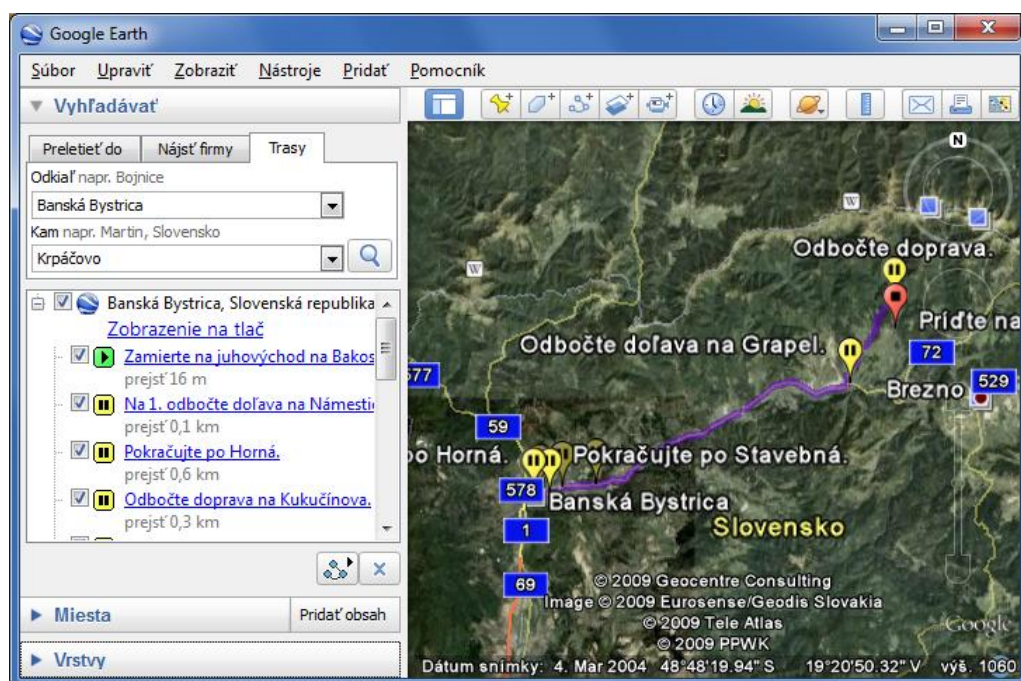 Google Earth
Súbor Upraviť Zobraziť Nástroje Pridať Pomocník
Vyhľadávať
Preletieť do Nájsť firmy Trasy
Odkiaľ napr. Bojnice
Banská Bystrica
Kam napr. Martin, Slovensko
Krpáčovo
Banská Bystrica, Slovenská republika
Zobrazenie na tlač
Zamierte na juhovýchod na Bakos
prejsť 16 m
Na 1. odbočte doľava na Námesti
prejsť 0,1 km
Pokračujte po Horná.
prejsť 0,6 km
Odbočte doprava na Kukučínova.
prejsť 0,3 km
Miesta Pridať obsah
Vrstvy
N
W
Odbočte doprava.
W
Príďte na
Odbočte doľava na Grapel.
72
577
Brezno 529
59
po Horná. Pokračujte po Stavebná.
578
Banská Bystrica
1
Slovensko
69
© 2009 Geocentre Consulting
Image © 2009 Eurosense/Geodis Slovakia
© 2009 Tele Atlas
© 2009 PPWK
Google
Dátum snímky: 4. Mar 2004 48°48'19.94" S 19°20'50.32" V výš. 1060